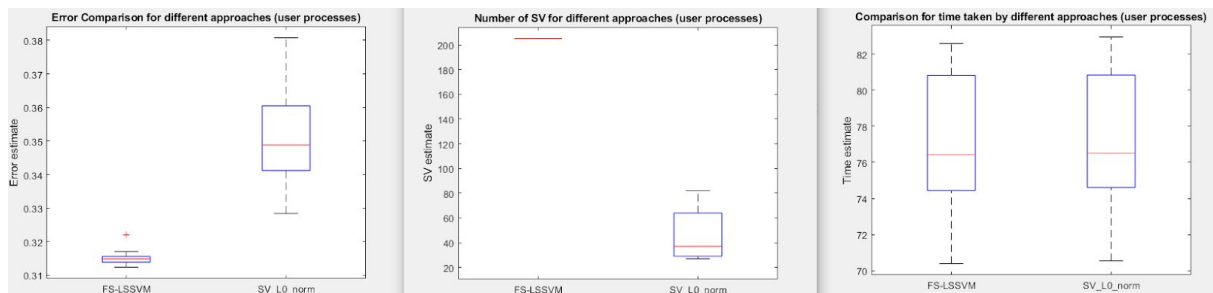 Error Comparison for different approaches (user processes)
0.38
0.37
0.36
0.35
0.34
0.33
0.32
0.31
Error estimate
FS-LSSVM
SV_L0_norm
Number of SV for different approaches (user processes)
200
180
160
140
120
100
80
60
40
20
SV estimate
FS-LSSVM
SV_L0_norm
Comparison for time taken by different approaches (user processes)
82
80
78
76
74
72
70
Time estimate
FS-LSSVM
SV_L0_norm